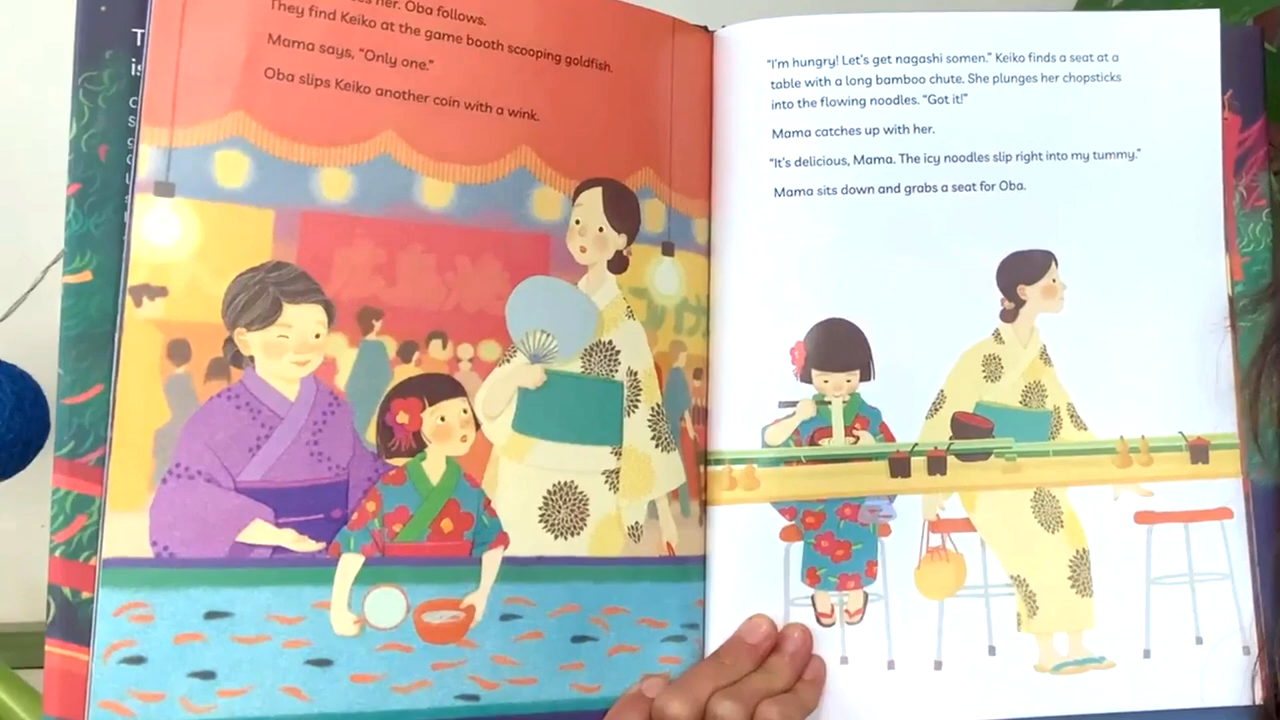 her. Oba follows.
They find Keiko at the game booth scooping goldfish.
Mama says, “Only one.”
Oba slips Keiko another coin with a wink.
“I’m hungry! Let’s get nagashi somen.” Keiko finds a seat at a
table with a long bamboo chute. She plunges her chopsticks
into the flowing noodles. “Got it!”
Mama catches up with her.
“It’s delicious, Mama. The icy noodles slip right into my tummy.”
Mama sits down and grabs a seat for Oba.